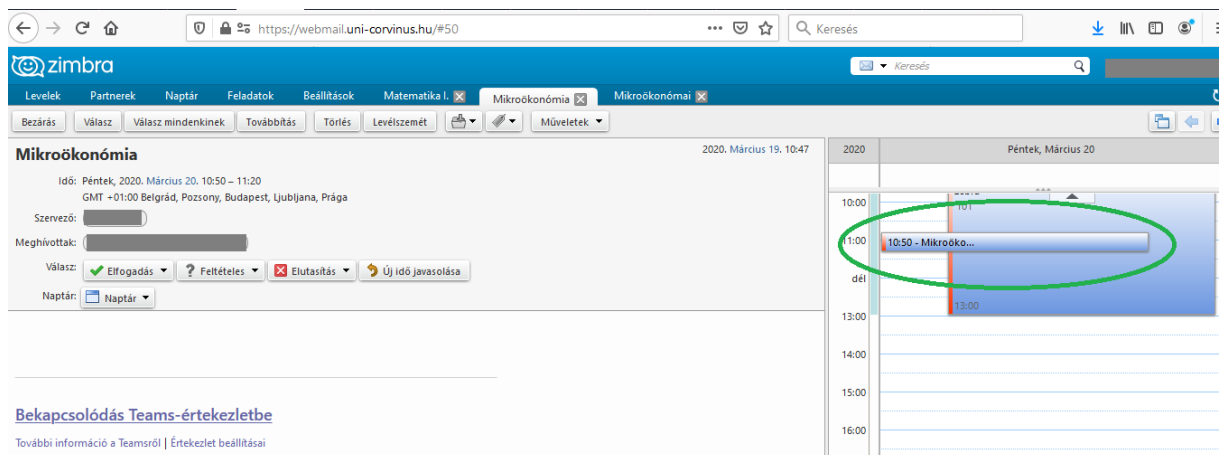 https://webmail.uni-corvinus.hu/#50
Keresés
zimbra
Keresés
Levelek Partnerek Naptár Feladatok Beállítások Matematika I. Mikroökonómia Mikroökonómai
Bezárás Válasz Válasz mindenkinek Továbbítás Törlés Levélszemét Műveletek
Mikroökonómia
2020. Március 19. 10:47
Idő: Péntek, 2020. Március 20. 10:50 – 11:20
GMT +01:00 Belgrád, Pozsony, Budapest, Ljubljana, Prága
Szervező:
Meghívottak:
Válasz: Elfogadás ? Feltételes Elutasítás Új idő javasolása
Naptár: Naptár
Bekapcsolódás Teams-értekezletbe
További információ a Teamsről | Értekezlet beállításai
2020 Péntek, Március 20
10:00
101
11:00
10:50 - Mikroöko...
dél
13:00
13:00
14:00
15:00
16:00